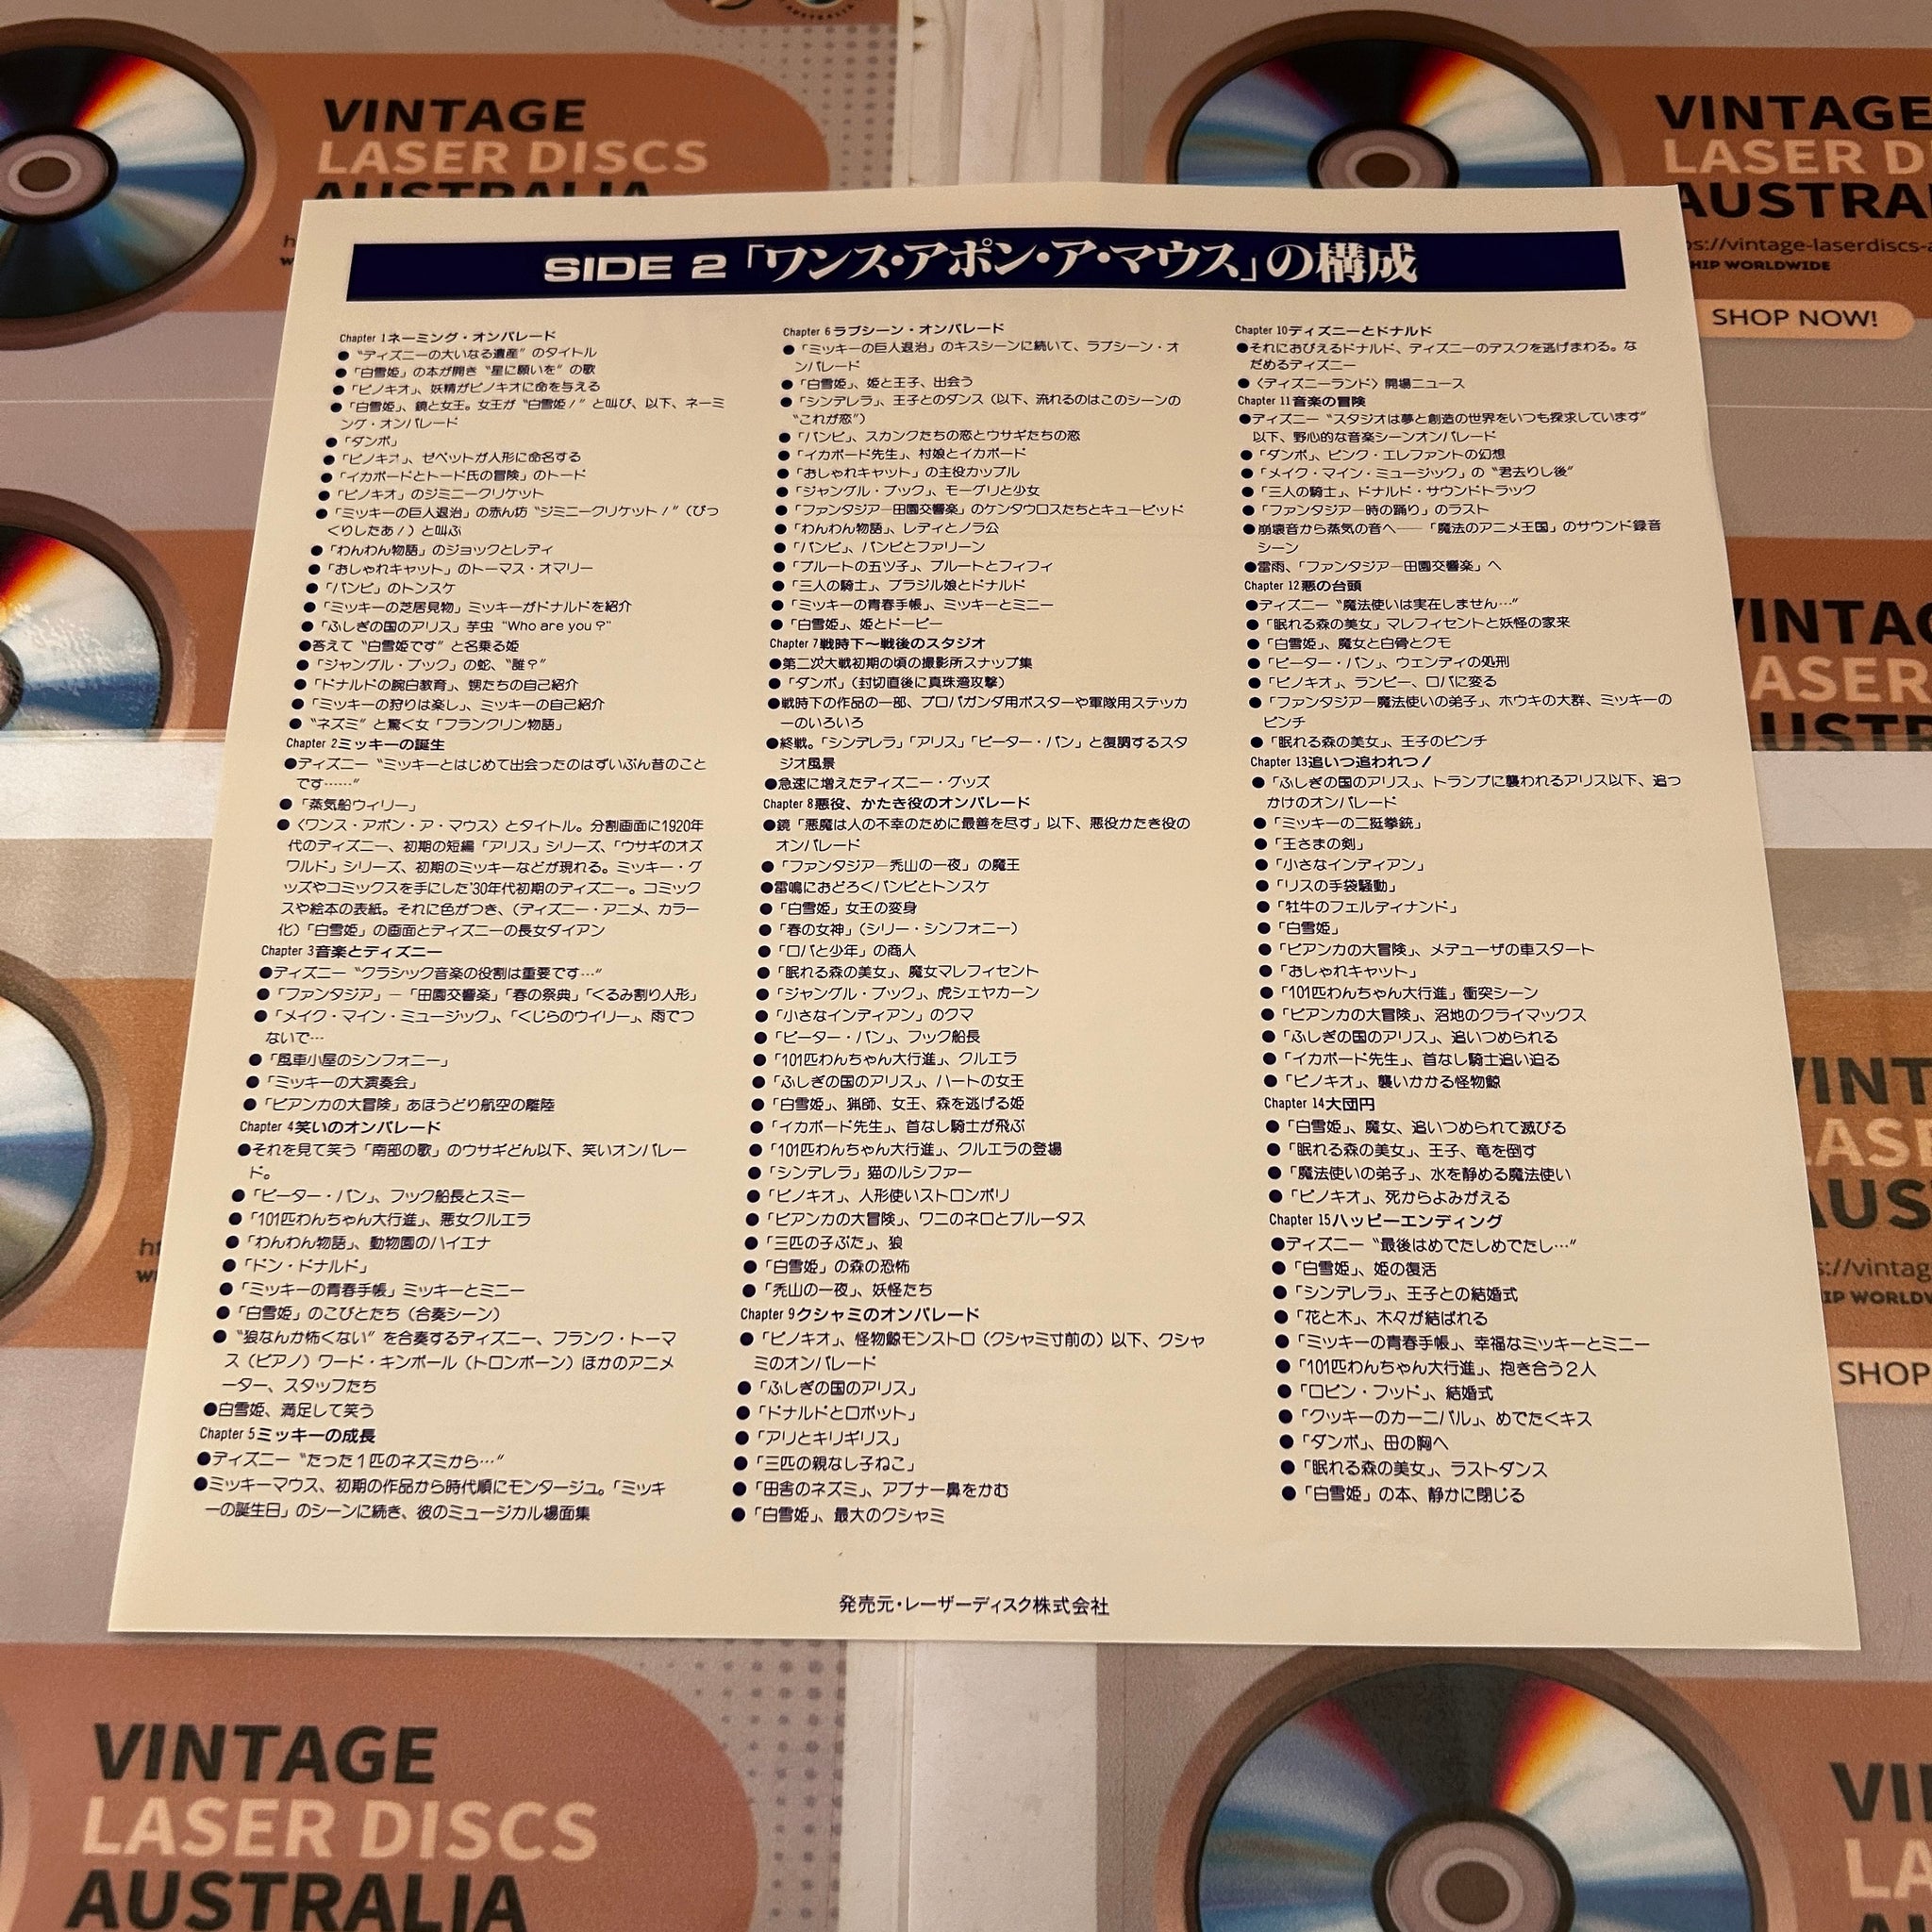 VINTAGE
LASER DISCS
AUSTRALIA
VINTAGE
LASER
AUSTRA
s://vintage-laserdiscs-a
SHIP WORLDWIDE
SHOP NOW!
SIDE 2「ワンス・アポン・ア・マウス」の構成
Chapter 1 ネーミング・オンパレード
●“ディズニーの大いなる遺産”のタイトル
●「白雪姫」の本が開き“星に願いを”の歌
●「ピノキオ」、妖精がピノキオに命を与える
●「白雪姫」、鏡と女王。女王が“白雪姫！”と叫び、以下、ネーミ
ング・オンパレード
●「ダンボ」
●「ピノキオ」、ゼペットが人形に命名する
●「イカボードとトード氏の冒険」のトード
●「ピノキオ」のジミニークリケット
●「ミッキーの巨人退治」の赤ん坊“ジミニークリケット！”（びっ
くりしたあ！）と叫ぶ
●「わんわん物語」のジョックとレディ
●「おしゃれキャット」のトーマス・オマリー
●「バンビ」のトンスケ
●「ミッキーの芝居見物」ミッキーがドナルドを紹介
●「ふしぎの国のアリス」芋虫“Who are you？”
●答えて“白雪姫です”と名乗る姫
●「ジャングル・ブック」の蛇、“誰？”
●「ドナルドの腕白教育」、甥たちの自己紹介
●「ミッキーの狩りは楽し」、ミッキーの自己紹介
●“ネズミ”と驚く女「フランクリン物語」
Chapter 2 ミッキーの誕生
●ディズニー“ミッキーとはじめて出会ったのはずいぶん昔のこと
です……”
●「蒸気船ウィリー」
●〈ワンス・アポン・ア・マウス〉とタイトル。分割画面に1920年
代のディズニー、初期の短編「アリス」シリーズ、「ウサギのオズ
ワルド」シリーズ、初期のミッキーなどが現れる。ミッキー・グ
ッズやコミックスを手にした'30年代初期のディズニー。コミック
スや絵本の表紙。それに色がつき、（ディズニー・アニメ、カラー
化）「白雪姫」の画面とディズニーの長女ダイアン
Chapter 3 音楽とディズニー
●ディズニー“クラシック音楽の役割は重要です…”
●「ファンタジア」―「田園交響楽」「春の祭典」「くるみ割り人形」
●「メイク・マイン・ミュージック」、「くじらのウイリー」、雨でつ
ないで…
●「風車小屋のシンフォニー」
●「ミッキーの大演奏会」
●「ビアンカの大冒険」あほうどり航空の離陸
Chapter 4 笑いのオンパレード
●それを見て笑う「南部の歌」のウサギどん以下、笑いオンパレー
ド。
●「ピーター・パン」、フック船長とスミー
●「101匹わんちゃん大行進」、悪女クルエラ
●「わんわん物語」、動物園のハイエナ
●「ドン・ドナルド」
●「ミッキーの青春手帳」ミッキーとミニー
●「白雪姫」のこびとたち（合奏シーン）
●“狼なんか怖くない”を合奏するディズニー、フランク・トーマ
ス（ピアノ）ワード・キンボール（トロンボーン）ほかのアニメ
ーター、スタッフたち
●白雪姫、満足して笑う
Chapter 5 ミッキーの成長
●ディズニー“たった１匹のネズミから…”
●ミッキーマウス、初期の作品から時代順にモンタージュ。「ミッキ
ーの誕生日」のシーンに続き、彼のミュージカル場面集
Chapter 6 ラブシーン・オンパレード
●「ミッキーの巨人退治」のキスシーンに続いて、ラブシーン・オ
ンパレード
●「白雪姫」、姫と王子、出会う
●「シンデレラ」、王子とのダンス（以下、流れるのはこのシーンの
“これが恋”）
●「バンビ」、スカンクたちの恋とウサギたちの恋
●「イカボード先生」、村娘とイカボード
●「おしゃれキャット」の主役カップル
●「ジャングル・ブック」、モーグリと少女
●「ファンタジア―田園交響楽」のケンタウロスたちとキューピッド
●「わんわん物語」、レディとノラ公
●「バンビ」、バンビとファリーン
●「プルートの五ツ子」、プルートとフィフィ
●「三人の騎士」、ブラジル娘とドナルド
●「ミッキーの青春手帳」、ミッキーとミニー
●「白雪姫」、姫とドーピー
Chapter 7 戦時下〜戦後のスタジオ
●第二次大戦初期の頃の撮影所スナップ集
●「ダンボ」（封切直後に真珠湾攻撃）
●戦時下の作品の一部、プロパガンダ用ポスターや軍隊用ステッカ
ーのいろいろ
●終戦。「シンデレラ」「アリス」「ピーター・パン」と復調するスタ
ジオ風景
●急速に増えたディズニー・グッズ
Chapter 8 悪役、かたき役のオンパレード
●鏡「悪魔は人の不幸のために最善を尽す」以下、悪役かたき役の
オンパレード
●「ファンタジア―禿山の一夜」の魔王
●雷鳴におどろくバンビとトンスケ
●「白雪姫」女王の変身
●「春の女神」（シリー・シンフォニー）
●「ロバと少年」の商人
●「眠れる森の美女」、魔女マレフィセント
●「ジャングル・ブック」、虎シェヤカーン
●「小さなインディアン」のクマ
●「ピーター・パン」、フック船長
●「101匹わんちゃん大行進」、クルエラ
●「ふしぎの国のアリス」、ハートの女王
●「白雪姫」、猟師、女王、森を逃げる姫
●「イカボード先生」、首なし騎士が飛ぶ
●「101匹わんちゃん大行進」、クルエラの登場
●「シンデレラ」猫のルシファー
●「ピノキオ」、人形使いストロンボリ
●「ビアンカの大冒険」、ワニのネロとブルータス
●「三匹の子ぶた」、狼
●「白雪姫」の森の恐怖
●「禿山の一夜」、妖怪たち
Chapter 9 クシャミのオンパレード
●「ピノキオ」、怪物鯨モンストロ（クシャミ寸前の）以下、クシャ
ミのオンパレード
●「ふしぎの国のアリス」
●「ドナルドとロボット」
●「アリとキリギリス」
●「三匹の親なし子ねこ」
●「田舎のネズミ」、アブナー鼻をかむ
●「白雪姫」、最大のクシャミ
Chapter 10 ディズニーとドナルド
●それにおびえるドナルド、ディズニーのデスクを逃げまわる。な
だめるディズニー
●〈ディズニーランド〉開場ニュース
Chapter 11 音楽の冒険
●ディズニー“スタジオは夢と創造の世界をいつも探求しています”
以下、野心的な音楽シーンオンパレード
●「ダンボ」、ピンク・エレファントの幻想
●「メイク・マイン・ミュージック」の“君去りし後”
●「三人の騎士」、ドナルド・サウンドトラック
●「ファンタジア―時の踊り」のラスト
●崩壊音から蒸気の音へ――「魔法のアニメ王国」のサウンド録音
シーン
●雷雨、「ファンタジア―田園交響楽」へ
Chapter 12 悪の台頭
●ディズニー“魔法使いは実在しません…”
●「眠れる森の美女」マレフィセントと妖怪の家来
●「白雪姫」、魔女と白骨とクモ
●「ピーター・パン」、ウェンディの処刑
●「ピノキオ」、ランピー、ロバに変る
●「ファンタジア―魔法使いの弟子」、ホウキの大群、ミッキーの
ピンチ
●「眠れる森の美女」、王子のピンチ
Chapter 13 追いつ追われつ！
●「ふしぎの国のアリス」、トランプに襲われるアリス以下、追っ
かけのオンパレード
●「ミッキーの二挺拳銃」
●「王さまの剣」
●「小さなインディアン」
●「リスの手袋騒動」
●「牡牛のフェルディナンド」
●「白雪姫」
●「ビアンカの大冒険」、メデューザの車スタート
●「おしゃれキャット」
●「101匹わんちゃん大行進」衝突シーン
●「ビアンカの大冒険」、沼地のクライマックス
●「ふしぎの国のアリス」、追いつめられる
●「イカボード先生」、首なし騎士追い迫る
●「ピノキオ」、襲いかかる怪物鯨
Chapter 14 大団円
●「白雪姫」、魔女、追いつめられて滅びる
●「眠れる森の美女」、王子、竜を倒す
●「魔法使いの弟子」、水を静める魔法使い
●「ピノキオ」、死からよみがえる
Chapter 15 ハッピーエンディング
●ディズニー“最後はめでたしめでたし…”
●「白雪姫」、姫の復活
●「シンデレラ」、王子との結婚式
●「花と木」、木々が結ばれる
●「ミッキーの青春手帳」、幸福なミッキーとミニー
●「101匹わんちゃん大行進」、抱き合う２人
●「ロビン・フッド」、結婚式
●「クッキーのカーニバル」、めでたくキス
●「ダンボ」、母の胸へ
●「眠れる森の美女」、ラストダンス
●「白雪姫」の本、静かに閉じる
発売元・レーザーディスク株式会社
VINTAGE
LASER DISCS
AUSTRALIA